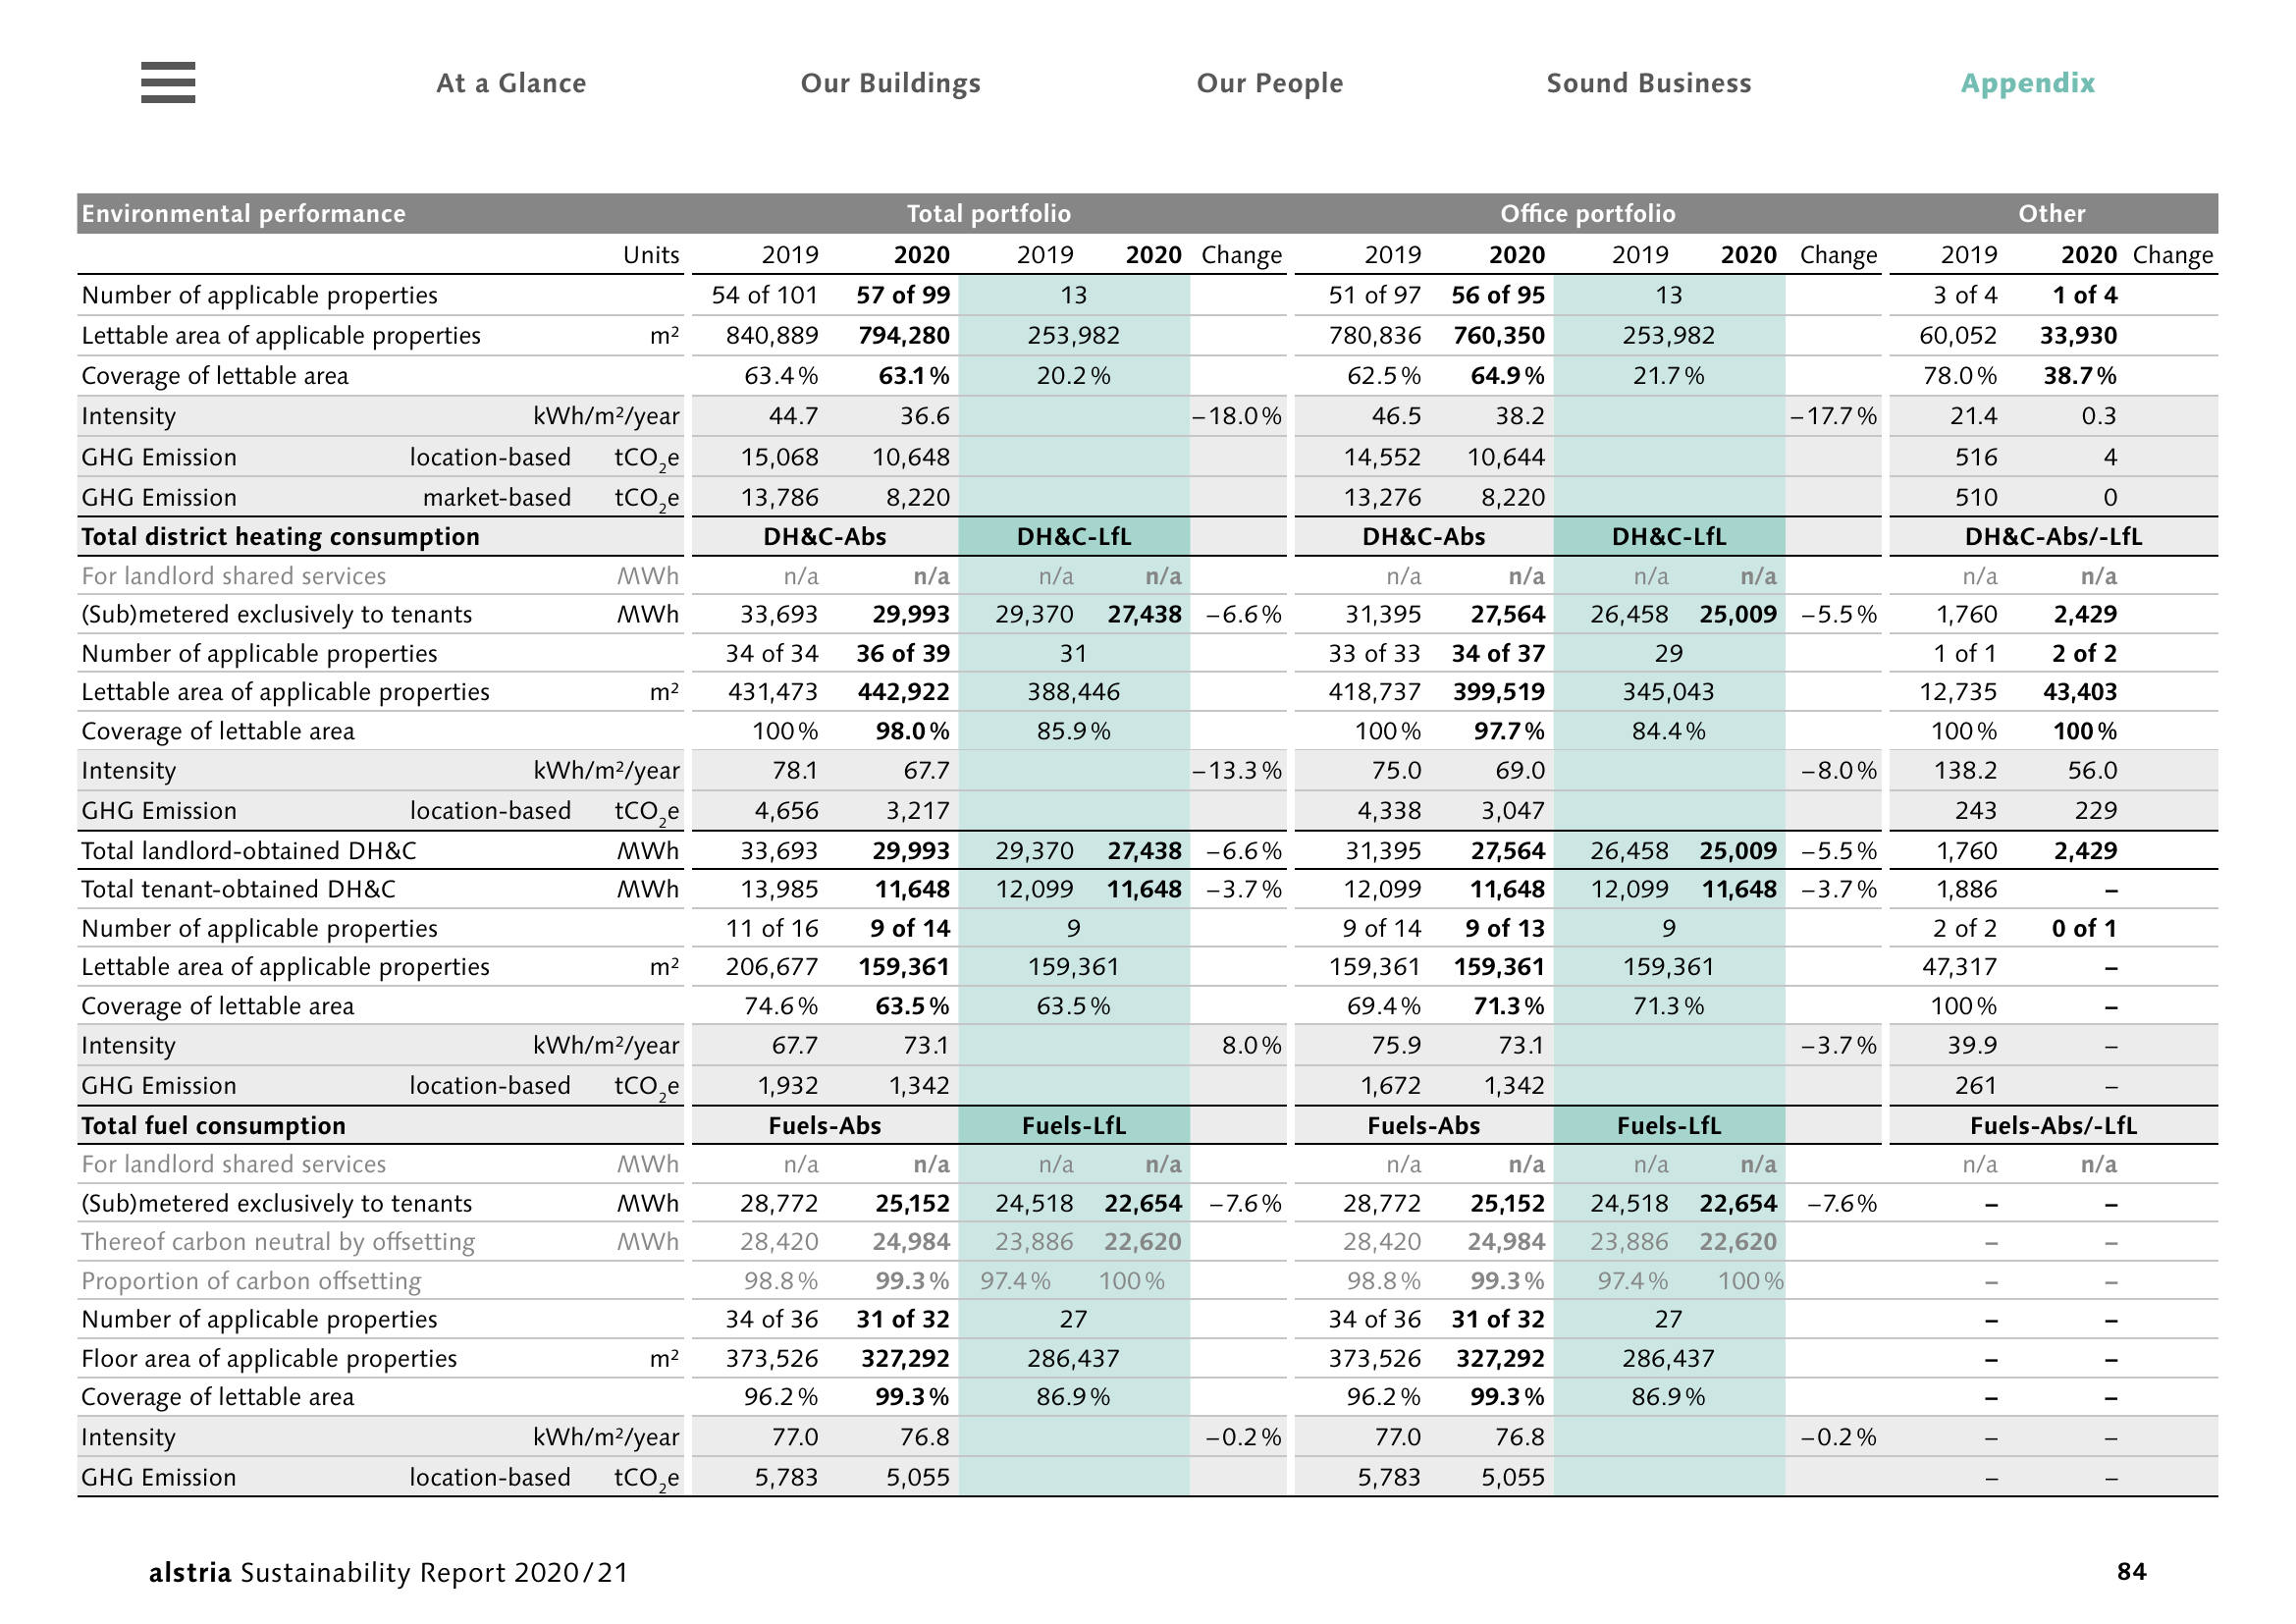 At a Glance Our Buildings Our People Sound Business Appendix
Environmental performance Total portfolio Office portfolio Other
Units 2019 2020 2019 2020 Change 2019 2020 2019 2020 Change 2019 2020 Change
Number of applicable properties 54 of 101 57 of 99 13 51 of 97 56 of 95 13 3 of 4 1 of 4
Lettable area of applicable properties m² 840,889 794,280 253,982 780,836 760,350 253,982 60,052 33,930
Coverage of lettable area 63.4 % 63.1 % 20.2 % 62.5 % 64.9 % 21.7 % 78.0 % 38.7 %
Intensity kWh/m²/year 44.7 36.6 –18.0 % 46.5 38.2 –17.7 % 21.4 0.3
GHG Emission location-based tCO₂e 15,068 10,648 14,552 10,644 516 4
GHG Emission market-based tCO₂e 13,786 8,220 13,276 8,220 510 0
Total district heating consumption DH&C-Abs DH&C-LfL DH&C-Abs DH&C-LfL DH&C-Abs/-LfL
For landlord shared services MWh n/a n/a n/a n/a n/a n/a n/a n/a n/a n/a
(Sub)metered exclusively to tenants MWh 33,693 29,993 29,370 27,438 –6.6 % 31,395 27,564 26,458 25,009 –5.5 % 1,760 2,429
Number of applicable properties 34 of 34 36 of 39 31 33 of 33 34 of 37 29 1 of 1 2 of 2
Lettable area of applicable properties m² 431,473 442,922 388,446 418,737 399,519 345,043 12,735 43,403
Coverage of lettable area 100 % 98.0 % 85.9 % 100 % 97.7 % 84.4 % 100 % 100 %
Intensity kWh/m²/year 78.1 67.7 –13.3 % 75.0 69.0 –8.0 % 138.2 56.0
GHG Emission location-based tCO₂e 4,656 3,217 4,338 3,047 243 229
Total landlord-obtained DH&C MWh 33,693 29,993 29,370 27,438 –6.6 % 31,395 27,564 26,458 25,009 –5.5 % 1,760 2,429
Total tenant-obtained DH&C MWh 13,985 11,648 12,099 11,648 –3.7 % 12,099 11,648 12,099 11,648 –3.7 % 1,886 –
Number of applicable properties 11 of 16 9 of 14 9 9 of 14 9 of 13 9 2 of 2 0 of 1
Lettable area of applicable properties m² 206,677 159,361 159,361 159,361 159,361 159,361 47,317 –
Coverage of lettable area 74.6 % 63.5 % 63.5 % 69.4 % 71.3 % 71.3 % 100 % –
Intensity kWh/m²/year 67.7 73.1 8.0 % 75.9 73.1 –3.7 % 39.9 –
GHG Emission location-based tCO₂e 1,932 1,342 1,672 1,342 261 –
Total fuel consumption Fuels-Abs Fuels-LfL Fuels-Abs Fuels-LfL Fuels-Abs/-LfL
For landlord shared services MWh n/a n/a n/a n/a n/a n/a n/a n/a n/a n/a
(Sub)metered exclusively to tenants MWh 28,772 25,152 24,518 22,654 –7.6 % 28,772 25,152 24,518 22,654 –7.6 % – –
Thereof carbon neutral by offsetting MWh 28,420 24,984 23,886 22,620 28,420 24,984 23,886 22,620 – –
Proportion of carbon offsetting 98.8 % 99.3 % 97.4 % 100 % 98.8 % 99.3 % 97.4 % 100 % – –
Number of applicable properties 34 of 36 31 of 32 27 34 of 36 31 of 32 27 – –
Floor area of applicable properties m² 373,526 327,292 286,437 373,526 327,292 286,437 – –
Coverage of lettable area 96.2 % 99.3 % 86.9 % 96.2 % 99.3 % 86.9 % – –
Intensity kWh/m²/year 77.0 76.8 –0.2 % 77.0 76.8 –0.2 % – –
GHG Emission location-based tCO₂e 5,783 5,055 5,783 5,055 – –
alstria Sustainability Report 2020/21 84